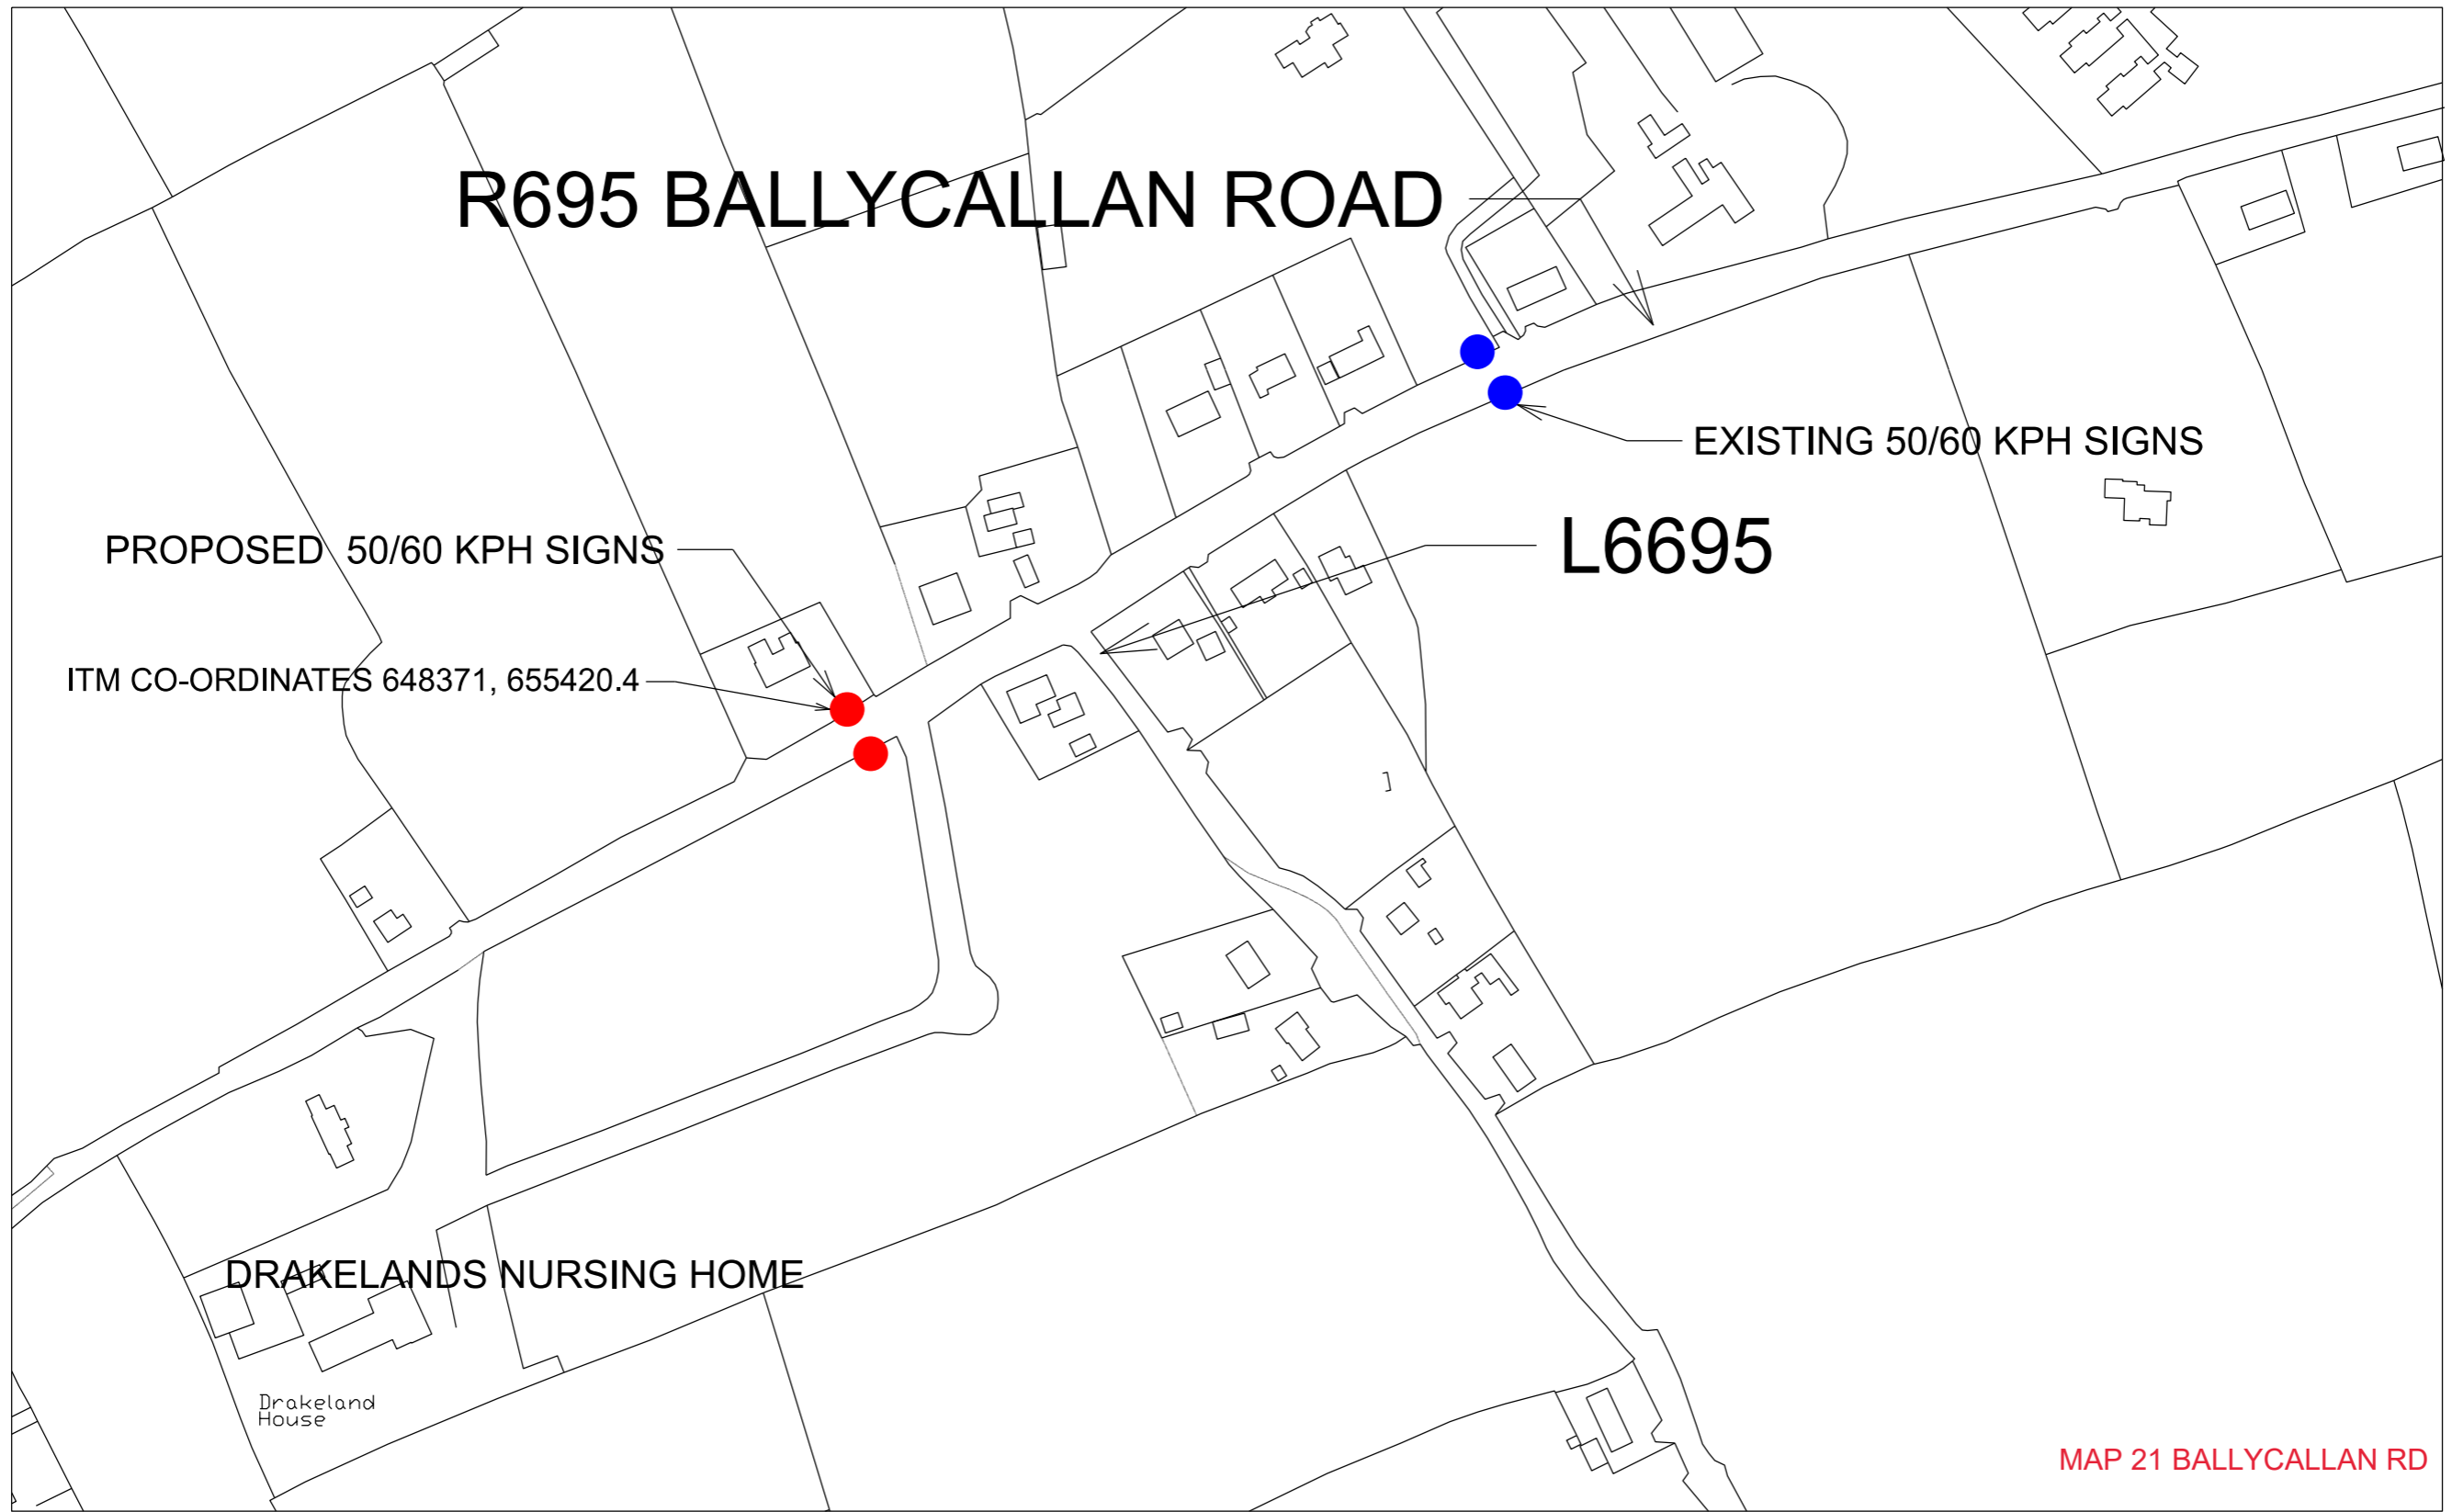 R695 BALLYCALLAN ROAD
EXISTING 50/60 KPH SIGNS
L6695
PROPOSED  50/60 KPH SIGNS
ITM CO-ORDINATES 648371, 655420.4
DRAKELANDS NURSING HOME
Drakeland
House
MAP 21 BALLYCALLAN RD